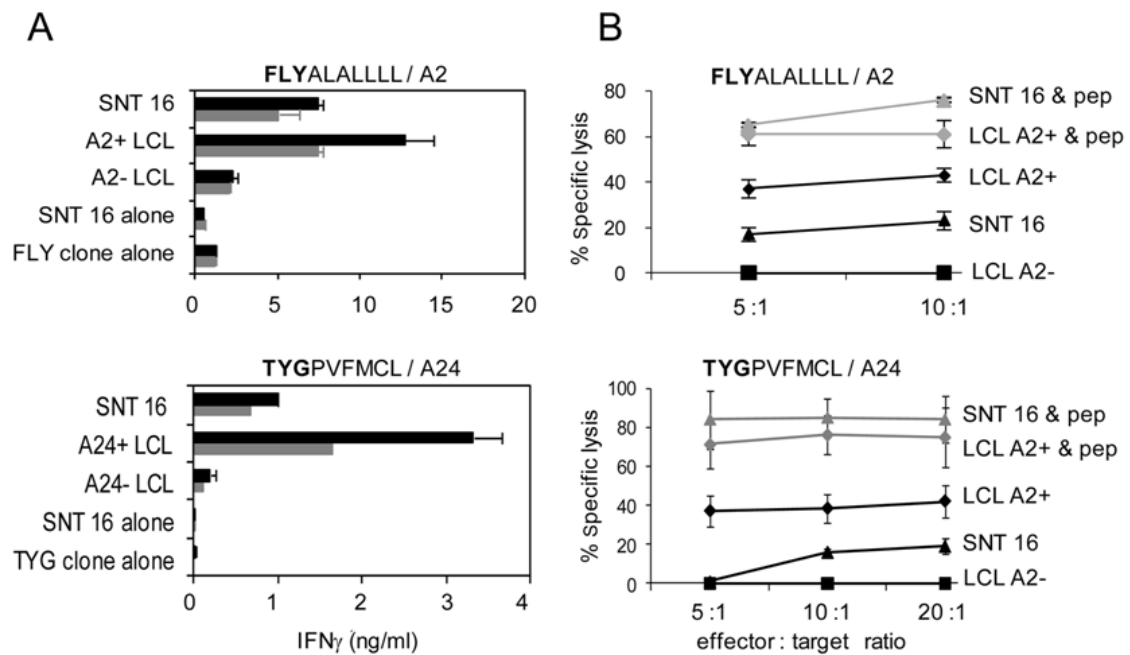 A
FLYALALLLL / A2
SNT 16
A2+ LCL
A2- LCL
SNT 16 alone
FLY clone alone
0 5 10 15 20
TYGPVFMCL / A24
SNT 16
A24+ LCL
A24- LCL
SNT 16 alone
TYG clone alone
0 1 2 3 4
IFNγ (ng/ml)
B
FLYALALLLL / A2
% specific lysis
80
60
40
20
0
SNT 16 & pep
LCL A2+ & pep
LCL A2+
SNT 16
LCL A2-
5:1 10:1
TYGPVFMCL / A24
% specific lysis
100
80
60
40
20
0
SNT 16 & pep
LCL A2+ & pep
LCL A2+
SNT 16
LCL A2-
5:1 10:1 20:1
effector : target ratio